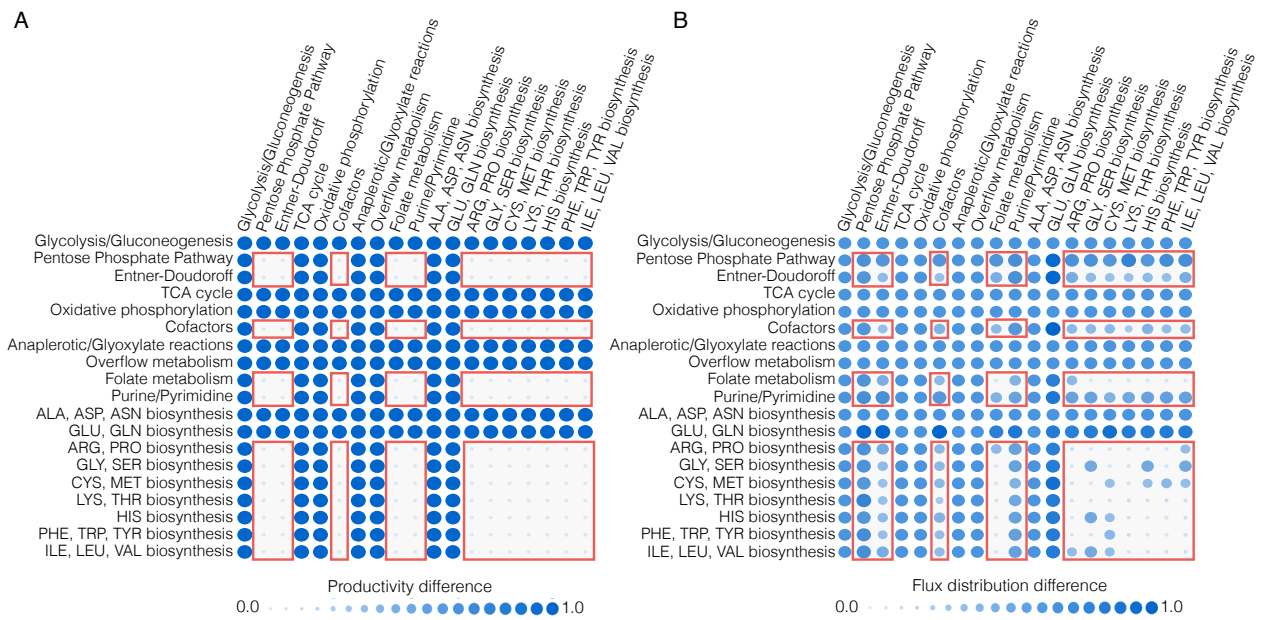 A
B
Glycolysis/Gluconeogenesis
Pentose Phosphate Pathway
Entner-Doudoroff
TCA cycle
Oxidative phosphorylation
Cofactors
Anaplerotic/Glyoxylate reactions
Overflow metabolism
Folate metabolism
Purine/Pyrimidine
ALA, ASP, ASN biosynthesis
GLU, GLN biosynthesis
ARG, PRO biosynthesis
GLY, SER biosynthesis
CYS, MET biosynthesis
LYS, THR biosynthesis
HIS biosynthesis
PHE, TRP, TYR biosynthesis
ILE, LEU, VAL biosynthesis
Glycolysis/Gluconeogenesis
Pentose Phosphate Pathway
Entner-Doudoroff
TCA cycle
Oxidative phosphorylation
Cofactors
Anaplerotic/Glyoxylate reactions
Overflow metabolism
Folate metabolism
Purine/Pyrimidine
ALA, ASP, ASN biosynthesis
GLU, GLN biosynthesis
ARG, PRO biosynthesis
GLY, SER biosynthesis
CYS, MET biosynthesis
LYS, THR biosynthesis
HIS biosynthesis
PHE, TRP, TYR biosynthesis
ILE, LEU, VAL biosynthesis
Productivity difference
0.0 1.0
Glycolysis/Gluconeogenesis
Pentose Phosphate Pathway
Entner-Doudoroff
TCA cycle
Oxidative phosphorylation
Cofactors
Anaplerotic/Glyoxylate reactions
Overflow metabolism
Folate metabolism
Purine/Pyrimidine
ALA, ASP, ASN biosynthesis
GLU, GLN biosynthesis
ARG, PRO biosynthesis
GLY, SER biosynthesis
CYS, MET biosynthesis
LYS, THR biosynthesis
HIS biosynthesis
PHE, TRP, TYR biosynthesis
ILE, LEU, VAL biosynthesis
Glycolysis/Gluconeogenesis
Pentose Phosphate Pathway
Entner-Doudoroff
TCA cycle
Oxidative phosphorylation
Cofactors
Anaplerotic/Glyoxylate reactions
Overflow metabolism
Folate metabolism
Purine/Pyrimidine
ALA, ASP, ASN biosynthesis
GLU, GLN biosynthesis
ARG, PRO biosynthesis
GLY, SER biosynthesis
CYS, MET biosynthesis
LYS, THR biosynthesis
HIS biosynthesis
PHE, TRP, TYR biosynthesis
ILE, LEU, VAL biosynthesis
Flux distribution difference
0.0 1.0